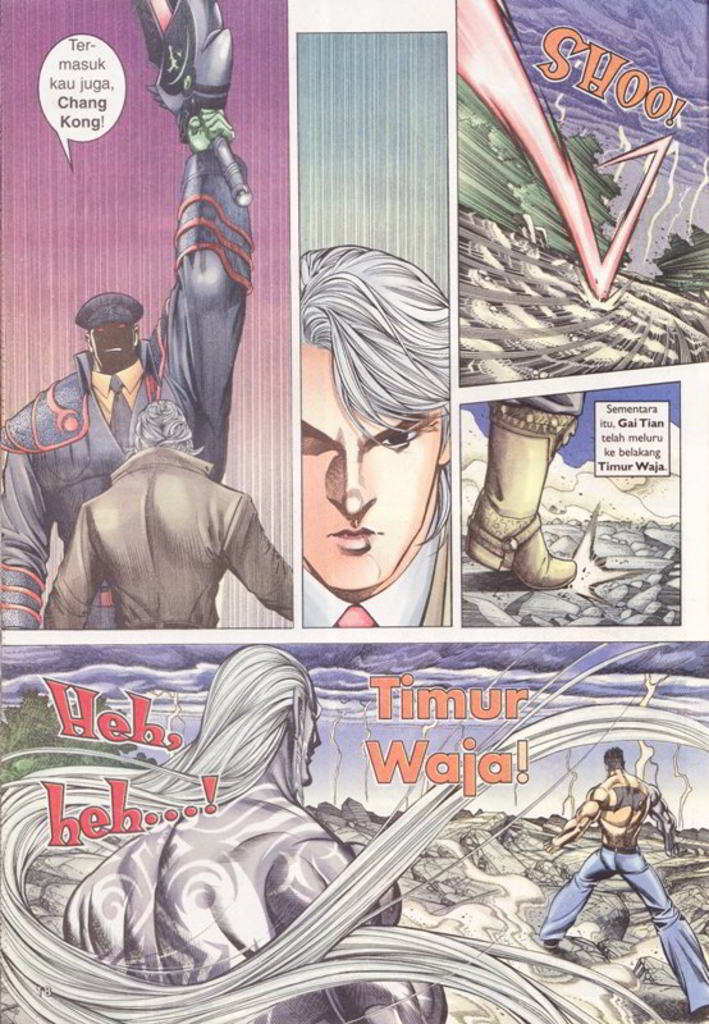 Ter-
masuk
kau juga,
Chang
Kong!
SHOO!
Sementara
itu, Gai Tian
telah meluru
ke belakang
Timur Waja.
Heh,
heh...!
Timur
Waja!
78